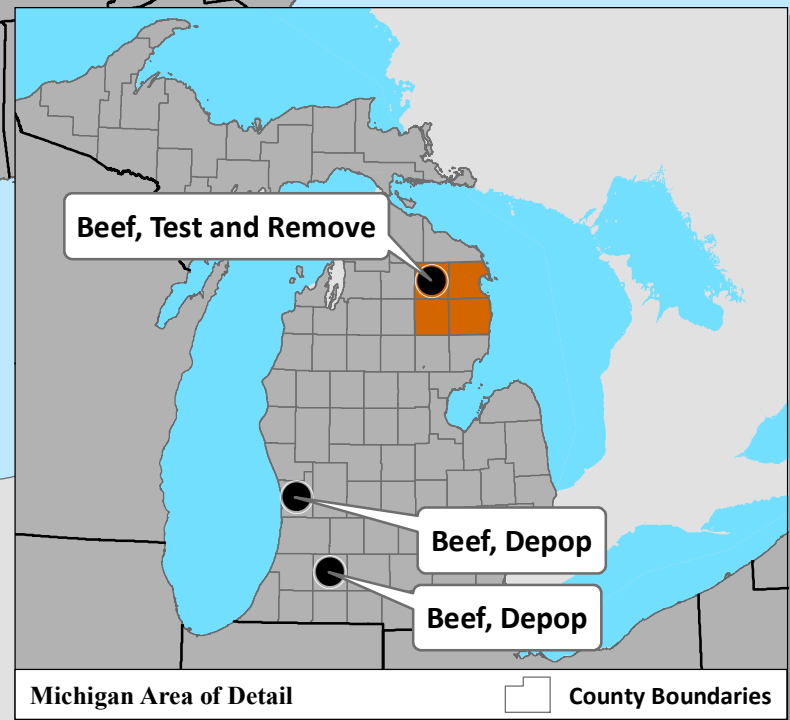 Beef, Test and Remove
Beef, Depop
Beef, Depop
Michigan Area of Detail
County Boundaries